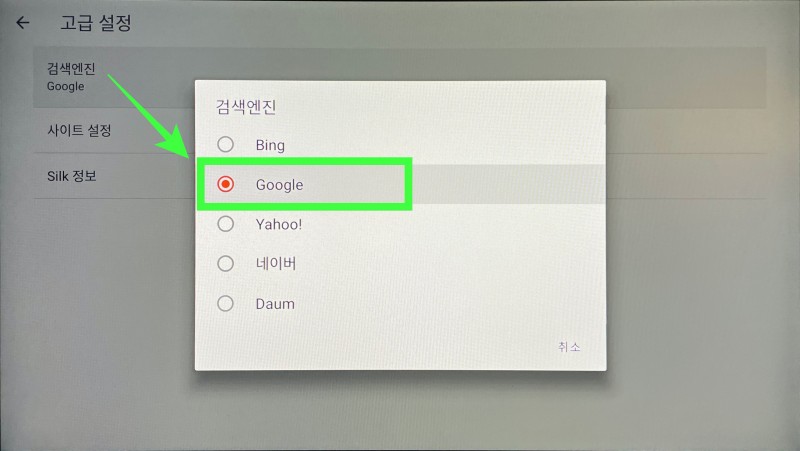 고급 설정
검색엔진
Google
사이트 설정
Silk 정보
검색엔진
Bing
Google
Yahoo!
네이버
Daum
취소